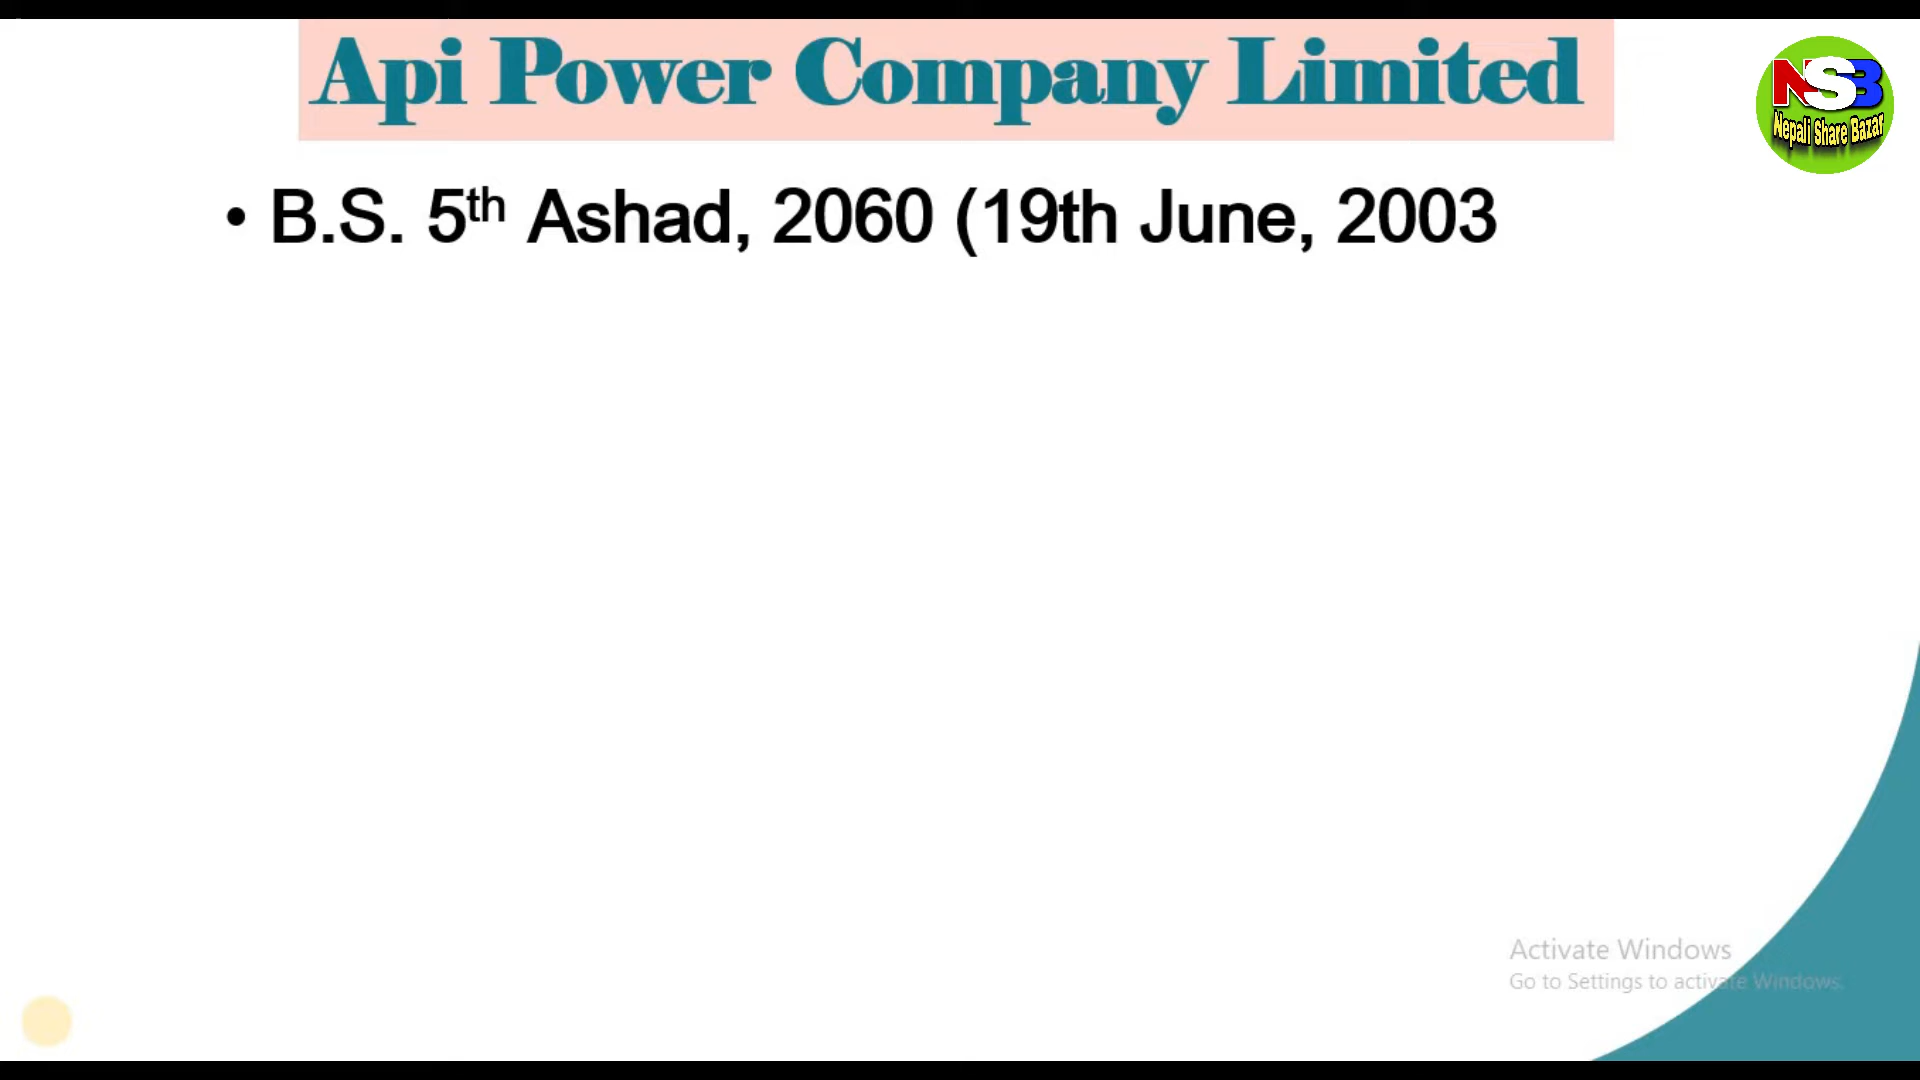 Api Power Company Limited
NSB
Nepali Share Bazar
• B.S. 5th Ashad, 2060 (19th June, 2003
Activate Windows
Go to Settings to activate Windows.